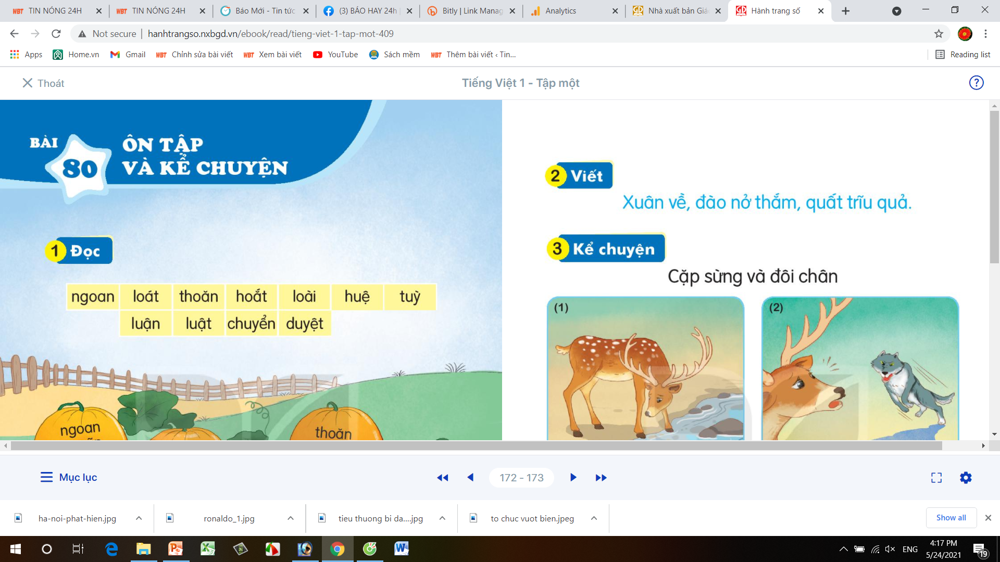 TIN NÓNG 24H
TIN NÓNG 24H
Báo Mới - Tin tức
(3) BÁO HAY 24h
Bitly | Link Manag
Analytics
Nhà xuất bản Giá
Hành trang số
Not secure
hanhtrangso.nxbgd.vn/ebook/read/tieng-viet-1-tap-mot-409
Apps
Home.vn
Gmail
WBT Chỉnh sửa bài viết
WBT Xem bài viết
YouTube
Sách mềm
WBT Thêm bài viết ‹ Tin...
Reading list
Thoát
Tiếng Việt 1 - Tập một
?
BÀI
80
ÔN TẬP
VÀ KỂ CHUYỆN
1 Đọc
ngoan loát thoăn hoắt loài huệ tuỳ
luận luật chuyển duyệt
ngoan
thoăn
2 Viết
Xuân về, đào nở thắm, quất trĩu quả.
3 Kể chuyện
Cặp sừng và đôi chân
(1)
(2)
Mục lục
172 - 173
ha-noi-phat-hien.jpg
ronaldo_1.jpg
tieu thuong bi da....jpg
to chuc vuot bien.jpeg
Show all
ENG
4:17 PM
5/24/2021
19